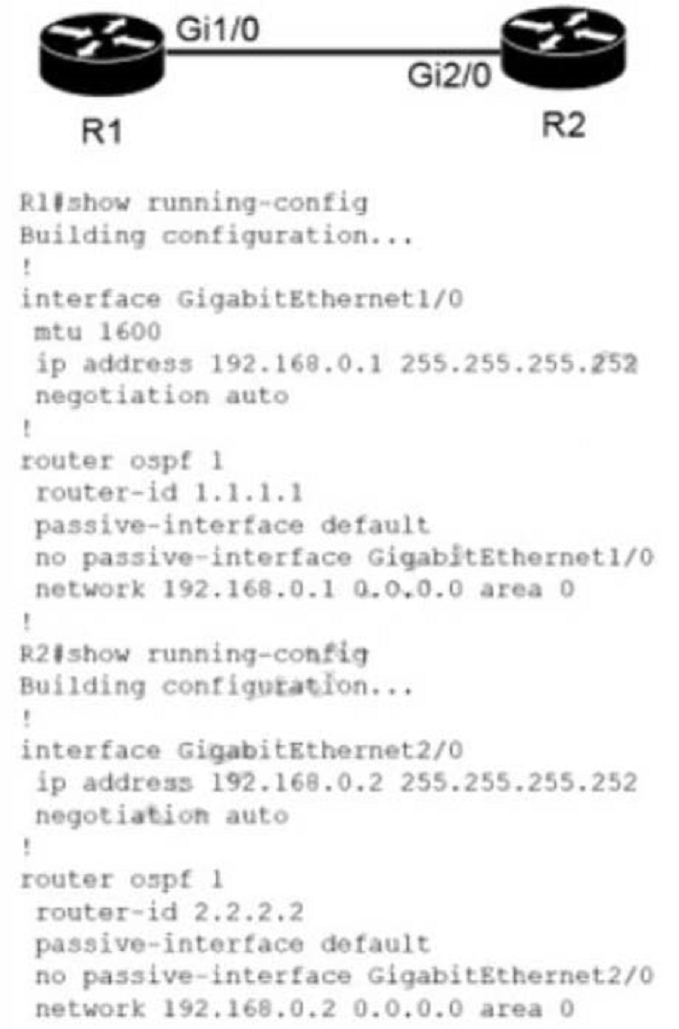 Gi1/0
Gi2/0
R1
R2
R1#show running-config
Building configuration...
!
interface GigabitEthernet1/0
mtu 1600
ip address 192.168.0.1 255.255.255.252
negotiation auto
!
router ospf 1
router-id 1.1.1.1
passive-interface default
no passive-interface GigabitEthernet1/0
network 192.168.0.1 0.0.0.0 area 0
!
R2#show running-config
Building configuration...
!
interface GigabitEthernet2/0
ip address 192.168.0.2 255.255.255.252
negotiation auto
!
router ospf 1
router-id 2.2.2.2
passive-interface default
no passive-interface GigabitEthernet2/0
network 192.168.0.2 0.0.0.0 area 0